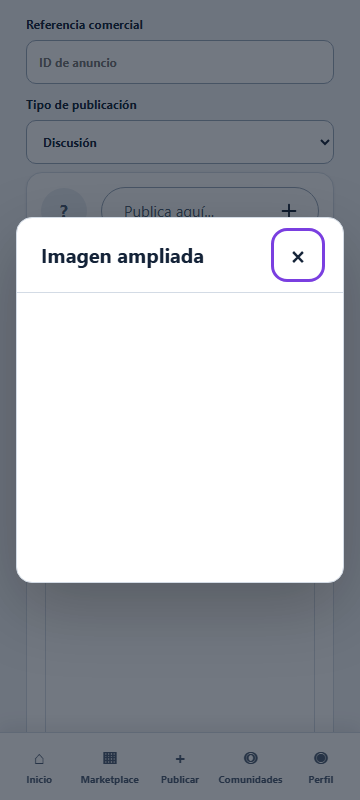 Referencia comercial
ID de anuncio
Tipo de publicación
Discusión
?
Publica aquí...
+
Imagen ampliada
×
Inicio
Marketplace
Publicar
Comunidades
Perfil